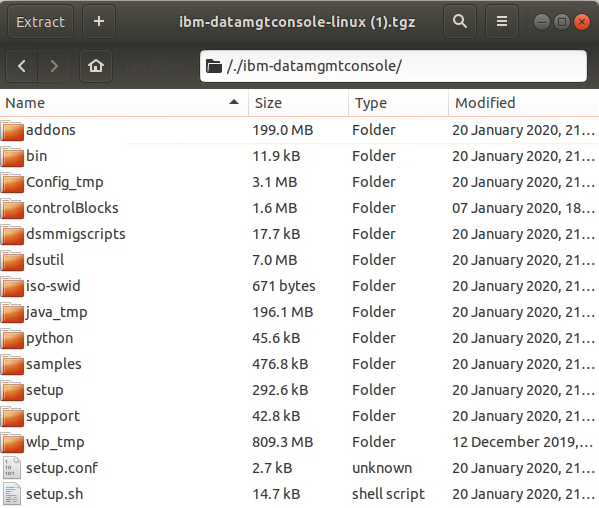 Extract + ibm-datamgtconsole-linux (1).tgz
Location: /./ibm-datamgmtconsole/
Name Size Type Modified
addons 199.0 MB Folder 20 January 2020, 21…
bin 11.9 kB Folder 20 January 2020, 21…
Config_tmp 3.1 MB Folder 20 January 2020, 21…
controlBlocks 1.6 MB Folder 07 January 2020, 18…
dsmmigscripts 17.7 kB Folder 20 January 2020, 21…
dsutil 7.0 MB Folder 20 January 2020, 21…
iso-swid 671 bytes Folder 20 January 2020, 21…
java_tmp 196.1 MB Folder 20 January 2020, 21…
python 45.6 kB Folder 20 January 2020, 21…
samples 476.8 kB Folder 20 January 2020, 21…
setup 292.6 kB Folder 20 January 2020, 21…
support 42.8 kB Folder 20 January 2020, 21…
wlp_tmp 809.3 MB Folder 12 December 2019,…
setup.conf 2.7 kB unknown 20 January 2020, 21…
setup.sh 14.7 kB shell script 20 January 2020, 21…